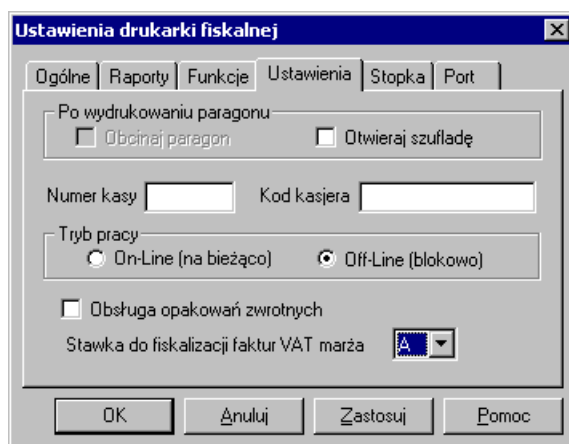 Ustawienia drukarki fiskalnej
Ogólne Raporty Funkcje Ustawienia Stopka Port
Po wydrukowaniu paragonu
Obcinaj paragon Otwieraj szufladę
Numer kasy Kod kasjera
Tryb pracy
On-Line (na bieżąco) Off-Line (blokowo)
Obsługa opakowań zwrotnych
Stawka do fiskalizacji faktur VAT marża A
OK Anuluj Zastosuj Pomoc